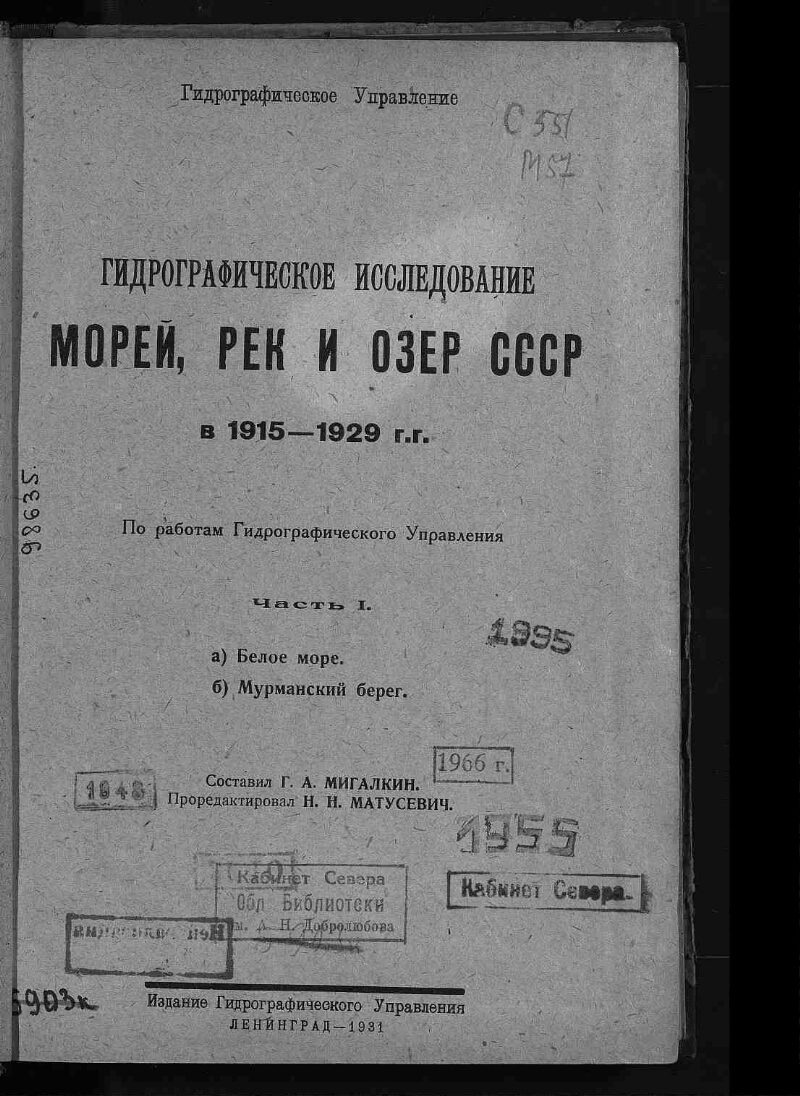 Гидрографическое Управление
С 551
М 57
ГИДРОГРАФИЧЕСКОЕ ИССЛЕДОВАНИЕ
МОРЕЙ, РЕК И ОЗЕР СССР
в 1915—1929 г.г.
98635.
По работам Гидрографического Управления
Часть I.
1995
а) Белое море.
б) Мурманский берег.
1966 г.
Составил Г. А. МИГАЛКИН.
1948
Проредактировал Н. Н. МАТУСЕВИЧ.
1955
Кабинет Севера
Обл Библиотеки
А. Н. Добролюбова
Кабинет Севера.
Издание Гидрографического Управления
ЛЕНИНГРАД—1931